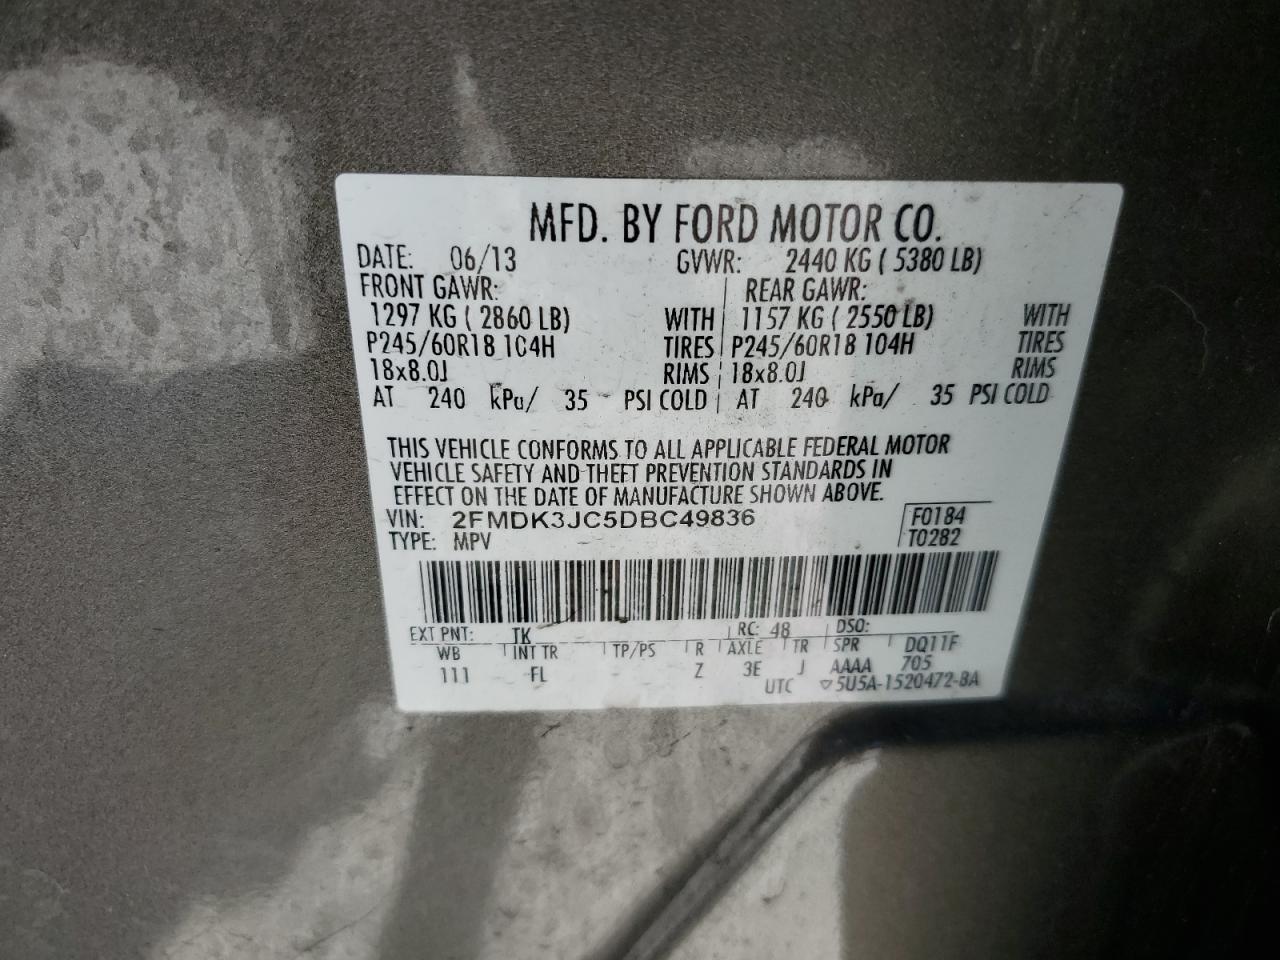 MFD. BY FORD MOTOR CO.
DATE: 06/13 GVWR: 2440 KG ( 5380 LB)
FRONT GAWR: REAR GAWR:
1297 KG ( 2860 LB) WITH 1157 KG ( 2550 LB) WITH
P245/60R18 104H TIRES P245/60R18 104H TIRES
18x8.0J RIMS 18x8.0J RIMS
AT 240 kPa/ 35 PSI COLD AT 240 kPa/ 35 PSI COLD
THIS VEHICLE CONFORMS TO ALL APPLICABLE FEDERAL MOTOR
VEHICLE SAFETY AND THEFT PREVENTION STANDARDS IN
EFFECT ON THE DATE OF MANUFACTURE SHOWN ABOVE.
VIN: 2FMDK3JC5DBC49836 F0184
TYPE: MPV T0282
EXT PNT: TK RC: 48 DSO:
WB INT TR TP/PS R AXLE TR SPR DQ11F
111 FL Z 3E J AAAA 705
UTC ▽5U5A-1520472-BA